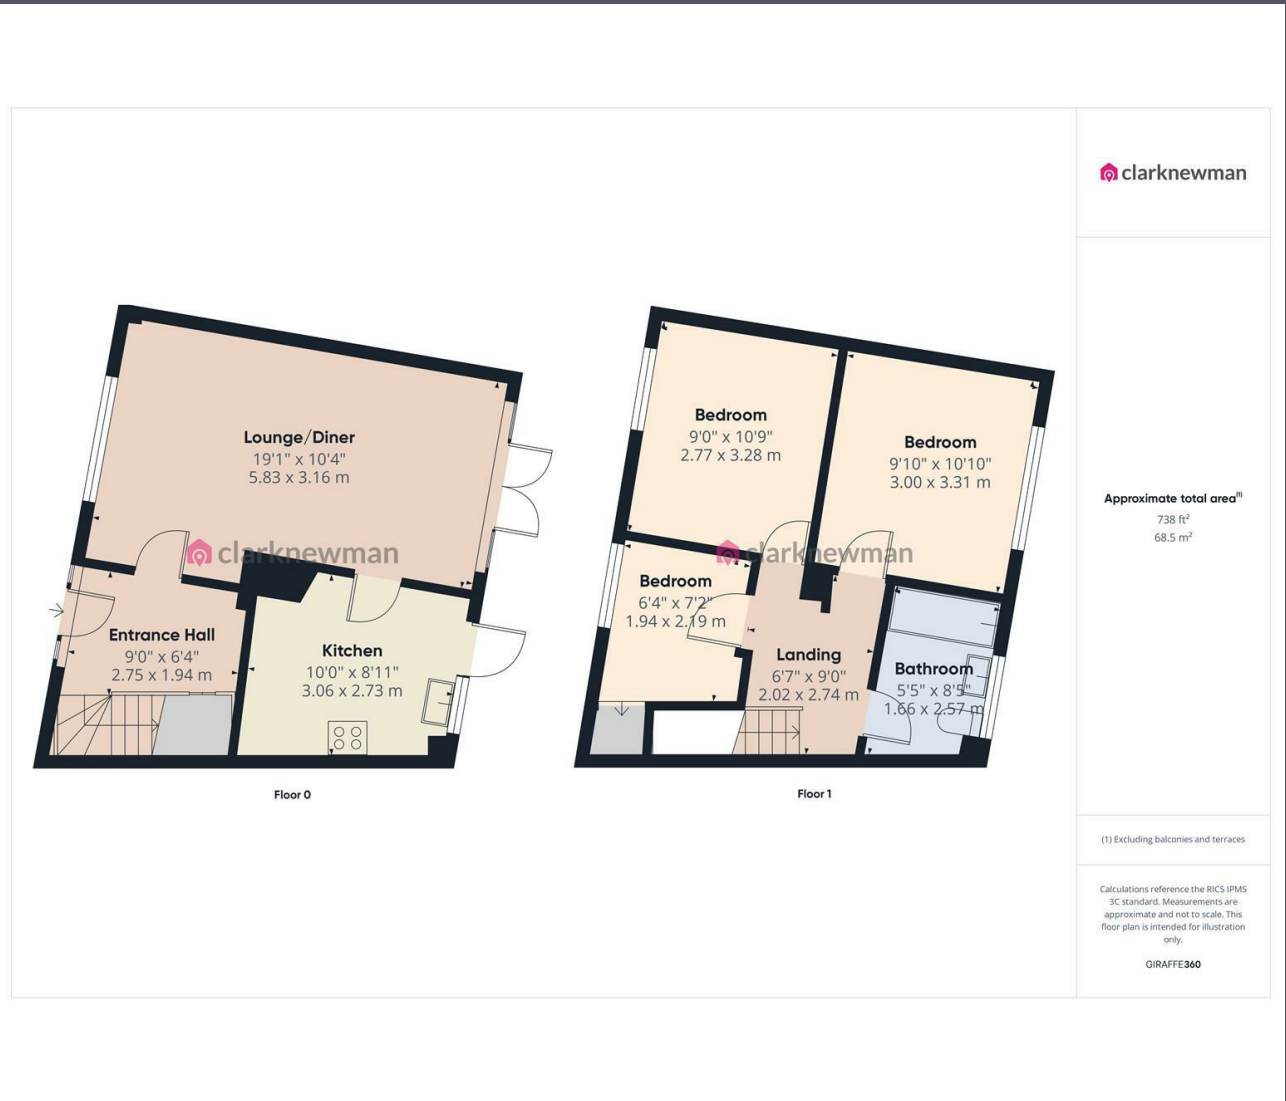 clarknewman
Lounge/Diner
19'1" x 10'4"
5.83 x 3.16 m
clarknewman
Entrance Hall
9'0" x 6'4"
2.75 x 1.94 m
Kitchen
10'0" x 8'11"
3.06 x 2.73 m
Floor 0
Bedroom
9'0" x 10'9"
2.77 x 3.28 m
Bedroom
9'10" x 10'10"
3.00 x 3.31 m
clarknewman
Bedroom
6'4" x 7'2"
1.94 x 2.19 m
Landing
6'7" x 9'0"
2.02 x 2.74 m
Bathroom
5'5" x 8'5"
1.66 x 2.57 m
Floor 1
Approximate total area(1)
738 ft²
68.5 m²
(1) Excluding balconies and terraces
Calculations reference the RICS IPMS
3C standard. Measurements are
approximate and not to scale. This
floor plan is intended for illustration
only.
GIRAFFE360